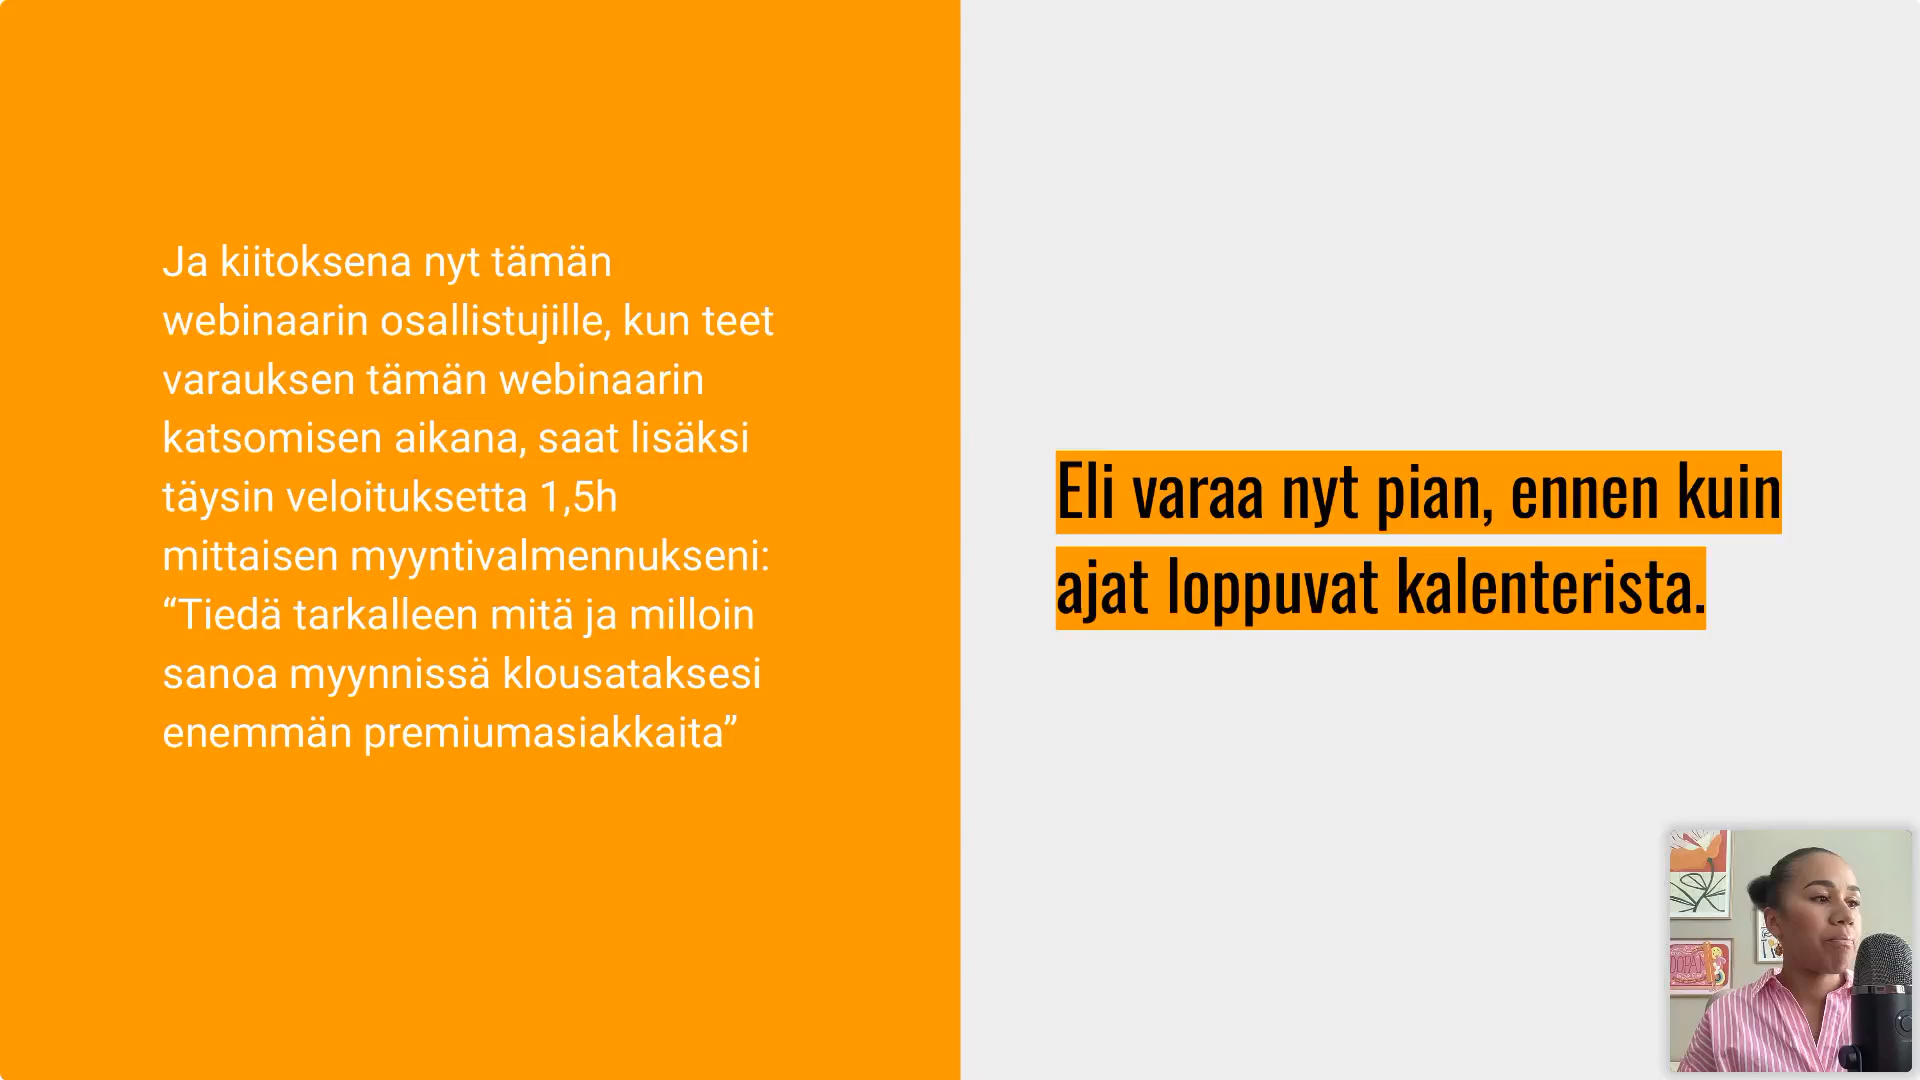 Ja kiitoksena nyt tämän
webinaarin osallistujille, kun teet
varauksen tämän webinaarin
katsomisen aikana, saat lisäksi
täysin veloituksetta 1,5h
mittaisen myyntivalmennukseni:
“Tiedä tarkalleen mitä ja milloin
sanoa myynnissä klousataksesi
enemmän premiumasiakkaita”
Eli varaa nyt pian, ennen kuin
ajat loppuvat kalenterista.